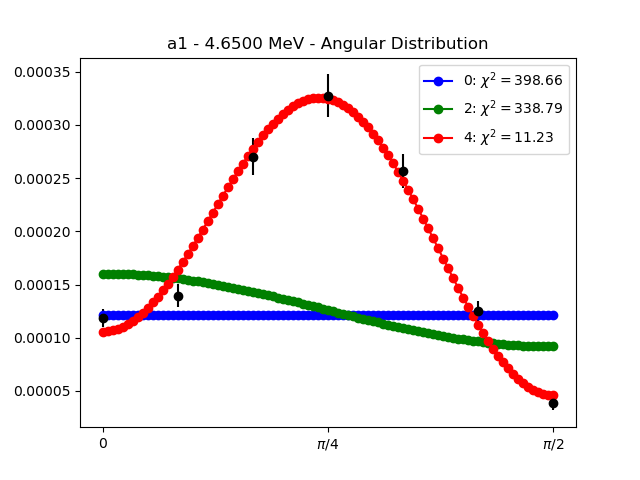 a1 - 4.6500 MeV - Angular Distribution
0.00035
0.00030
0.00025
0.00020
0.00015
0.00010
0.00005
0: χ² = 398.66
2: χ² = 338.79
4: χ² = 11.23
0
π/4
π/2